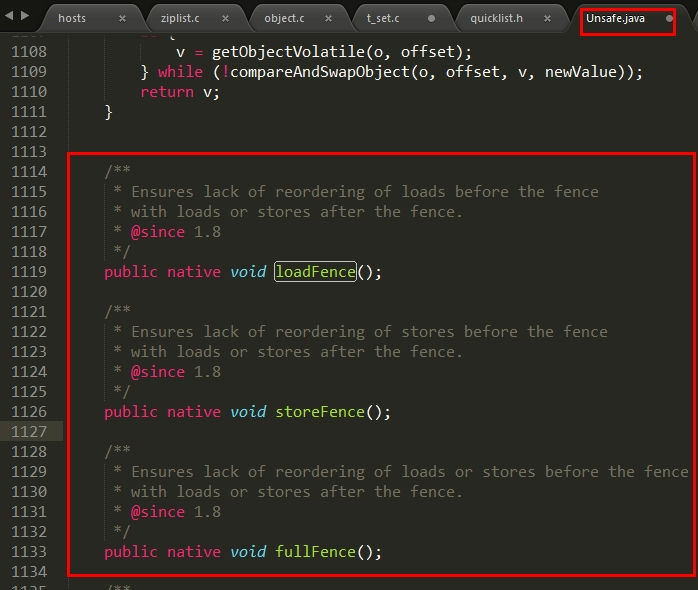 hosts × ziplist.c × object.c × t_set.c quicklist.h × Unsafe.java
1108 v = getObjectVolatile(o, offset);
1109 } while (!compareAndSwapObject(o, offset, v, newValue));
1110 return v;
1111 }
1112
1113
1114 /**
1115 * Ensures lack of reordering of loads before the fence
1116 * with loads or stores after the fence.
1117 * @since 1.8
1118 */
1119 public native void loadFence();
1120
1121 /**
1122 * Ensures lack of reordering of stores before the fence
1123 * with loads or stores after the fence.
1124 * @since 1.8
1125 */
1126 public native void storeFence();
1127
1128 /**
1129 * Ensures lack of reordering of loads or stores before the fence
1130 * with loads or stores after the fence.
1131 * @since 1.8
1132 */
1133 public native void fullFence();
1134